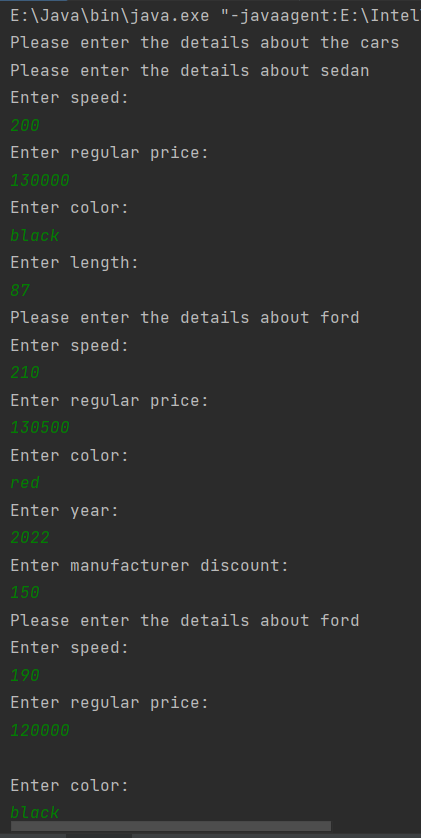 E:\Java\bin\java.exe "-javaagent:E:\Intel
Please enter the details about the cars
Please enter the details about sedan
Enter speed:
200
Enter regular price:
130000
Enter color:
black
Enter length:
87
Please enter the details about ford
Enter speed:
210
Enter regular price:
130500
Enter color:
red
Enter year:
2022
Enter manufacturer discount:
150
Please enter the details about ford
Enter speed:
190
Enter regular price:
120000
Enter color:
black